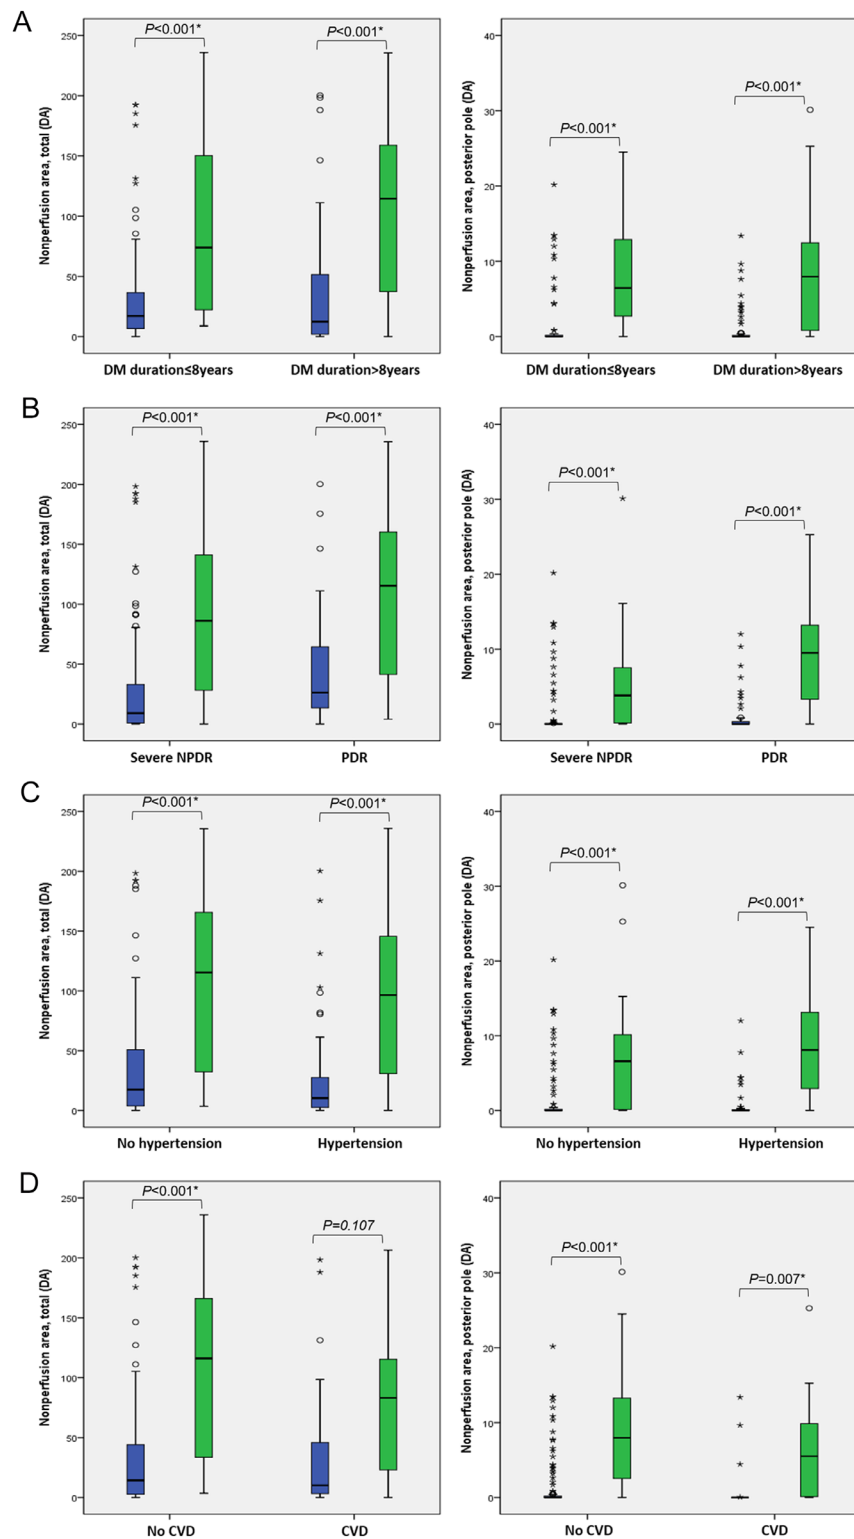 A
P<0.001*
P<0.001*
Nonperfusion area, total (DA)
250
200
150
100
50
0
DM duration≤8years
DM duration>8years
P<0.001*
P<0.001*
Nonperfusion area, posterior pole (DA)
40
30
20
10
0
DM duration≤8years
DM duration>8years
B
P<0.001*
P<0.001*
Nonperfusion area, total (DA)
250
200
150
100
50
0
Severe NPDR
PDR
P<0.001*
P<0.001*
Nonperfusion area, posterior pole (DA)
40
30
20
10
0
Severe NPDR
PDR
C
P<0.001*
P<0.001*
Nonperfusion area, total (DA)
250
200
150
100
50
0
No hypertension
Hypertension
P<0.001*
P<0.001*
Nonperfusion area, posterior pole (DA)
40
30
20
10
0
No hypertension
Hypertension
D
P<0.001*
P=0.107
Nonperfusion area, total (DA)
250
200
150
100
50
0
No CVD
CVD
P<0.001*
P=0.007*
Nonperfusion area, posterior pole (DA)
40
30
20
10
0
No CVD
CVD